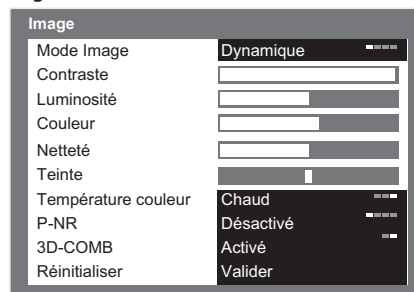 Image
Mode Image Dynamique
Contraste
Luminosité
Couleur
Netteté
Teinte
Température couleur Chaud
P-NR Désactivé
3D-COMB Activé
Réinitialiser Valider